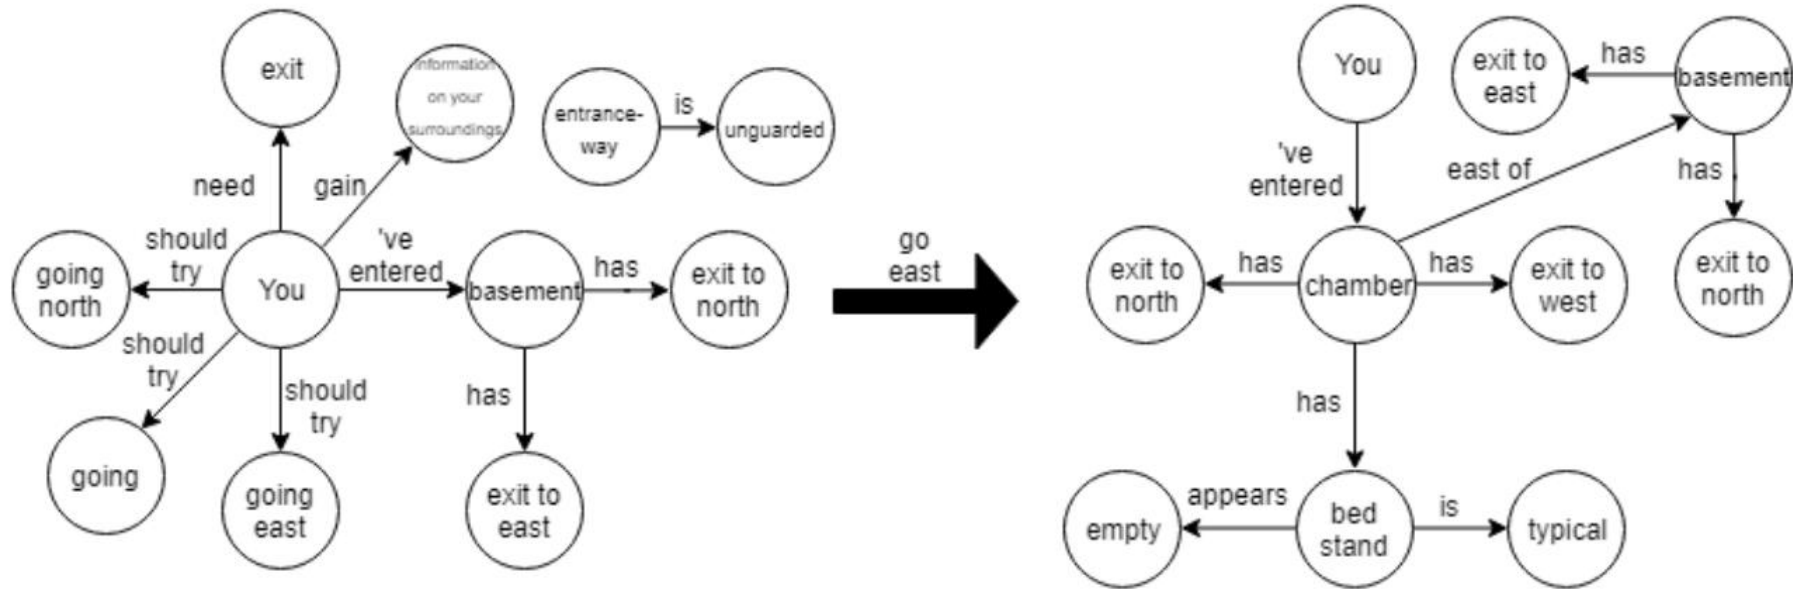 exit
information
on your
surroundings
entrance-
way
is
unguarded
need
gain
should
try
going
north
You
've
entered
basement
has
exit to
north
should
try
going
should
try
going
east
has
exit to
east
go
east
You
exit to
east
has
basement
've
entered
east of
has
exit to
north
has
chamber
has
exit to
west
exit to
north
has
empty
appears
bed
stand
is
typical